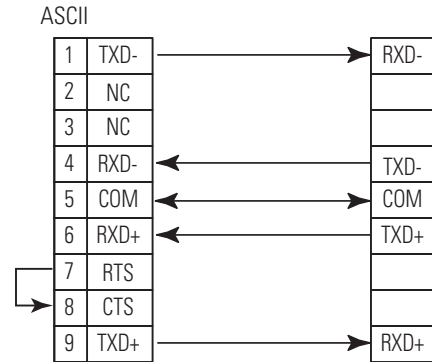 ASCII
1 TXD- RXD-
2 NC
3 NC
4 RXD- TXD-
5 COM COM
6 RXD+ TXD+
7 RTS
8 CTS
9 TXD+ RXD+